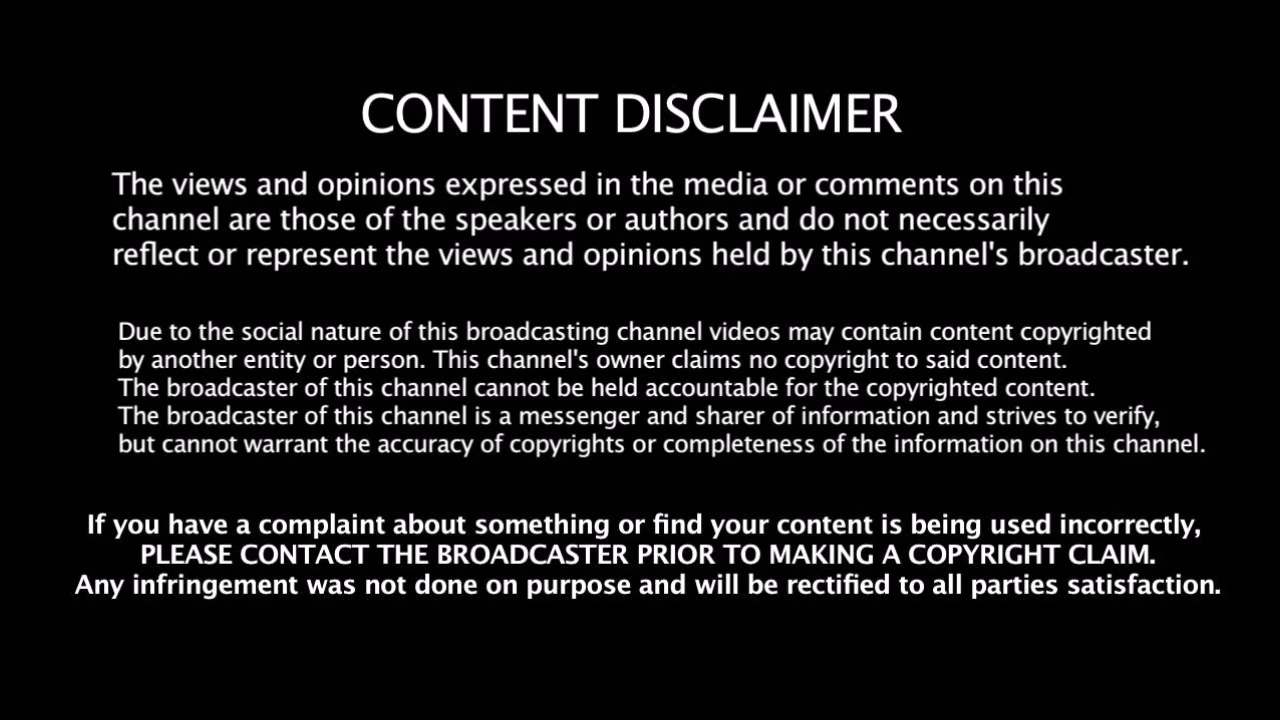 CONTENT DISCLAIMER
The views and opinions expressed in the media or comments on this
channel are those of the speakers or authors and do not necessarily
reflect or represent the views and opinions held by this channel's broadcaster.
Due to the social nature of this broadcasting channel videos may contain content copyrighted
by another entity or person. This channel's owner claims no copyright to said content.
The broadcaster of this channel cannot be held accountable for the copyrighted content.
The broadcaster of this channel is a messenger and sharer of information and strives to verify,
but cannot warrant the accuracy of copyrights or completeness of the information on this channel.
If you have a complaint about something or find your content is being used incorrectly,
PLEASE CONTACT THE BROADCASTER PRIOR TO MAKING A COPYRIGHT CLAIM.
Any infringement was not done on purpose and will be rectified to all parties satisfaction.